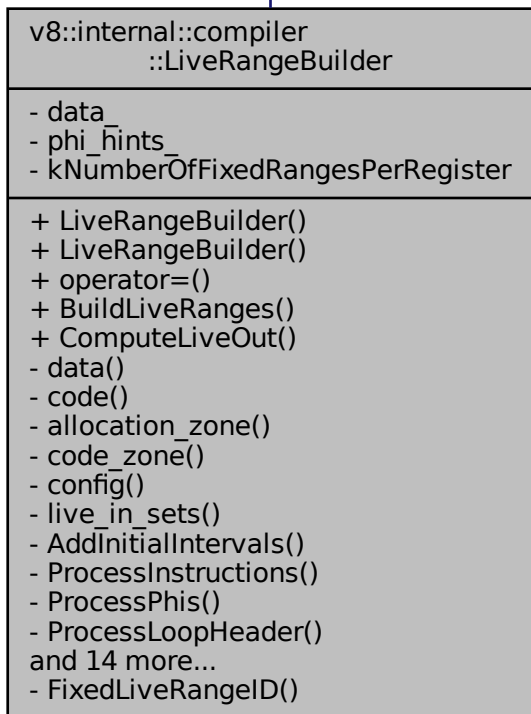 v8::internal::compiler
::LiveRangeBuilder
- data_
- phi_hints_
- kNumberOfFixedRangesPerRegister
+ LiveRangeBuilder()
+ LiveRangeBuilder()
+ operator=()
+ BuildLiveRanges()
+ ComputeLiveOut()
- data()
- code()
- allocation_zone()
- code_zone()
- config()
- live_in_sets()
- AddInitialIntervals()
- ProcessInstructions()
- ProcessPhis()
- ProcessLoopHeader()
and 14 more...
- FixedLiveRangeID()